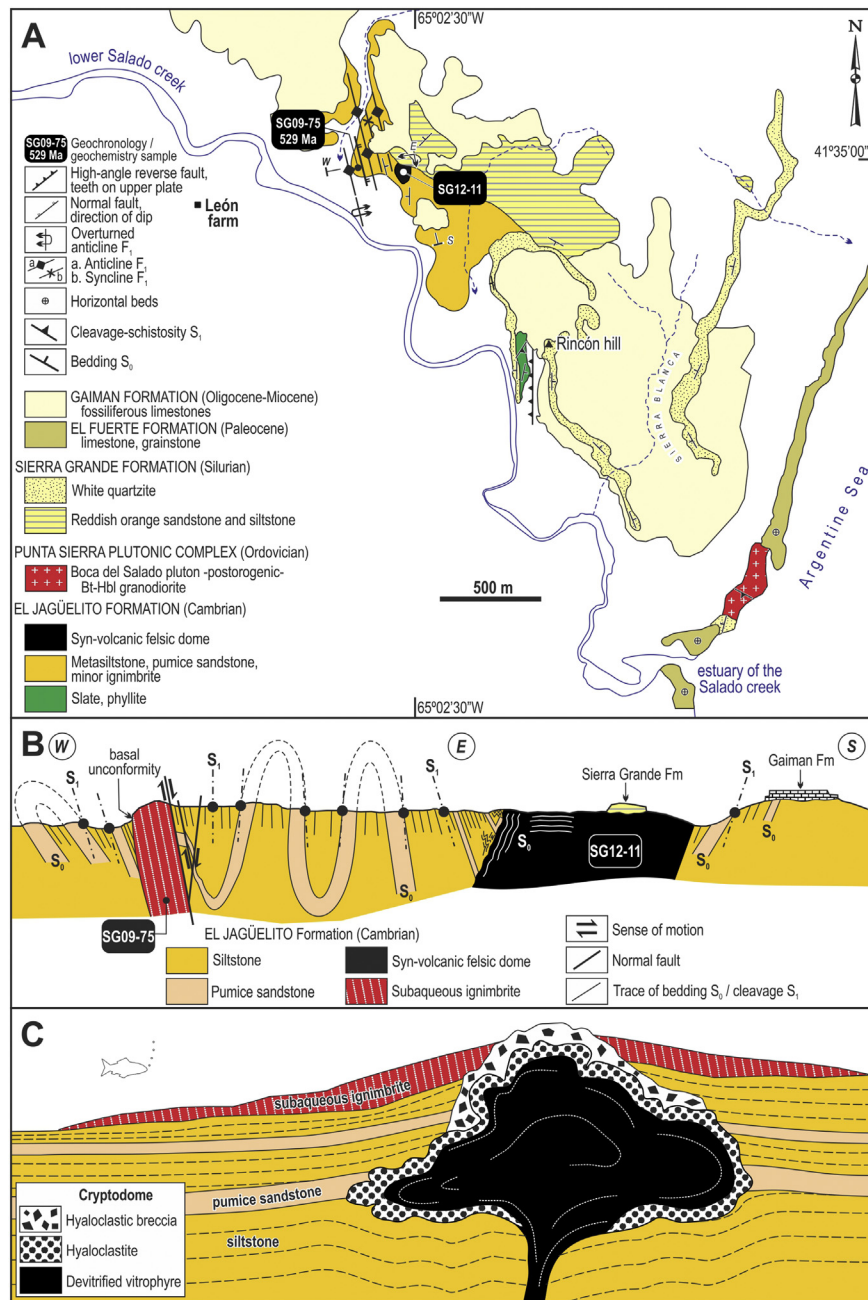 A
65º02'30"W
N
lower Salado creek
SG09-75
529 Ma
41º35'00"
E
W
SG12-11
S
SG09-75
529 Ma
Geochronology /
geochemistry sample
High-angle reverse fault,
teeth on upper plate
Normal fault,
direction of dip
León
farm
Overturned
anticline F1
a
b
a. Anticline F1
b. Syncline F1
Horizontal beds
Cleavage-schistosity S1
Bedding S0
Rincón hill
SIERRA BLANCA
GAIMAN FORMATION (Oligocene-Miocene)
fossiliferous limestones
EL FUERTE FORMATION (Paleocene)
limestone, grainstone
SIERRA GRANDE FORMATION (Silurian)
White quartzite
Reddish orange sandstone and siltstone
Argentine Sea
PUNTA SIERRA PLUTONIC COMPLEX (Ordovician)
Boca del Salado pluton -postorogenic-
Bt-Hbl granodiorite
500 m
EL JAGÜELITO FORMATION (Cambrian)
Syn-volcanic felsic dome
Metasiltstone, pumice sandstone,
minor ignimbrite
Slate, phyllite
estuary of the
Salado creek
65º02'30"W
B
W
basal
unconformity
E
S
S1
S1
S1
S1
Sierra Grande Fm
Gaiman Fm
S0
S0
S0
S0
SG12-11
SG09-75
EL JAGÜELITO Formation (Cambrian)
Siltstone
Pumice sandstone
Syn-volcanic felsic dome
Subaqueous ignimbrite
Sense of motion
Normal fault
Trace of bedding S0 / cleavage S1
C
subaqueous ignimbrite
pumice sandstone
siltstone
Cryptodome
Hyaloclastic breccia
Hyaloclastite
Devitrified vitrophyre